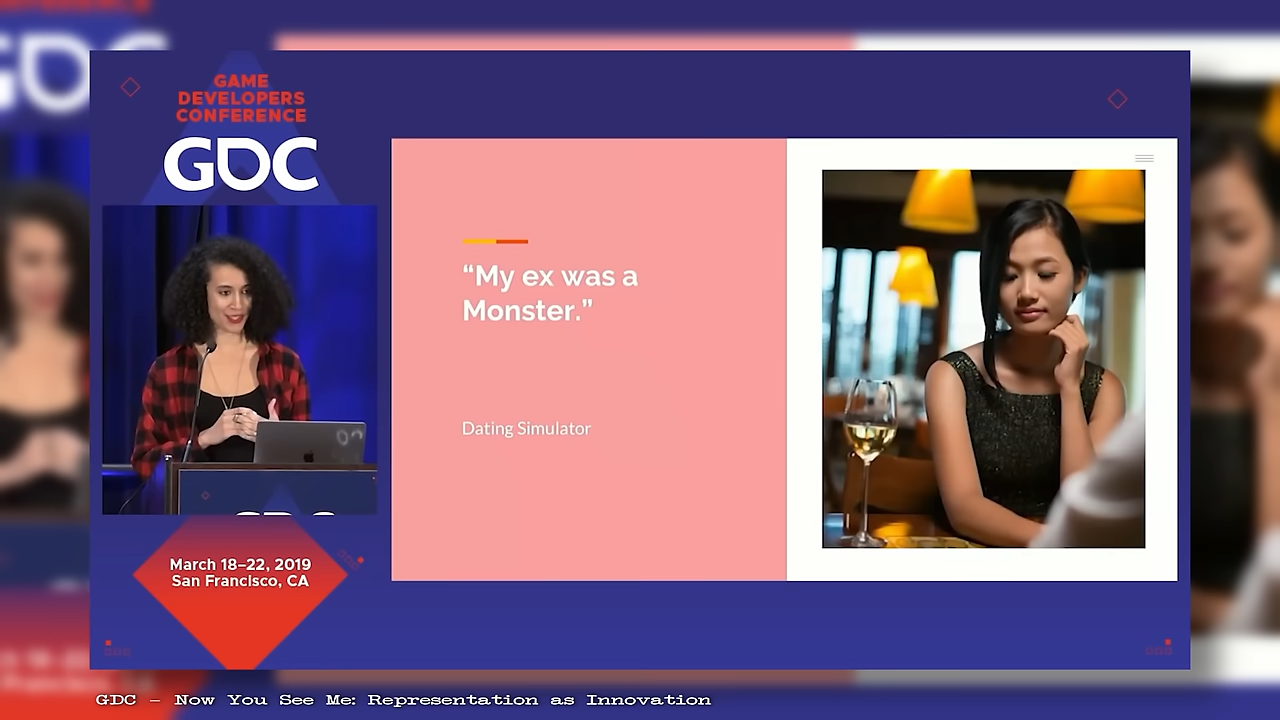 GAME
DEVELOPERS
CONFERENCE
GDC
“My ex was a
Monster.”
Dating Simulator
March 18–22, 2019
San Francisco, CA
GDC – Now You See Me: Representation as Innovation